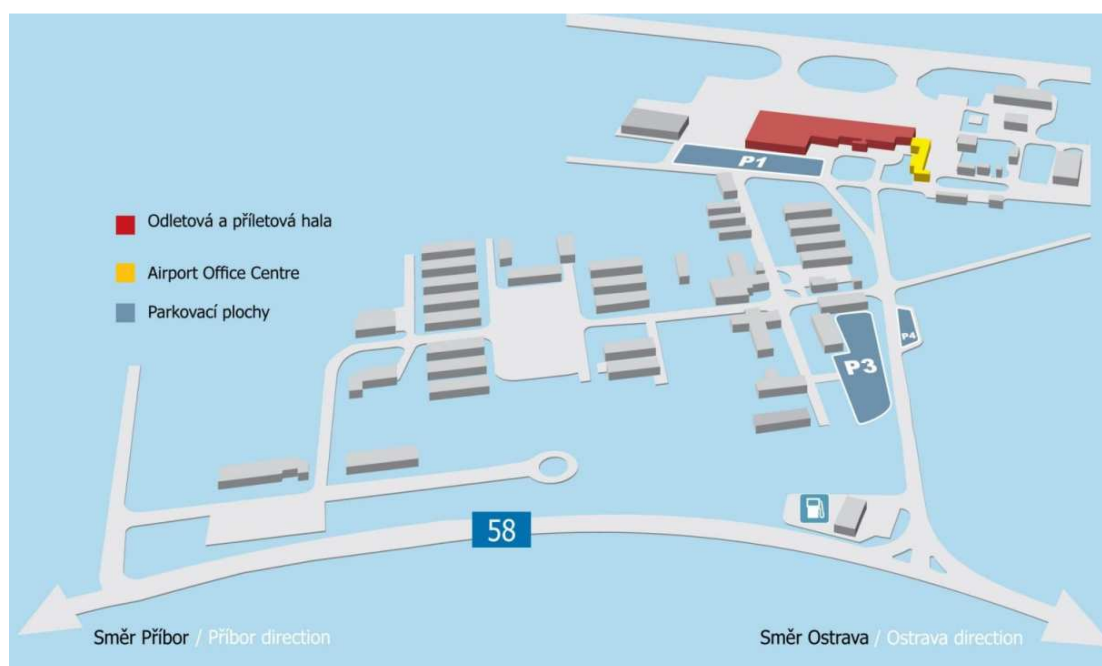 P1
Odletová a příletová hala
Airport Office Centre
Parkovací plochy
P4
P3
58
Směr Příbor / Příbor direction
Směr Ostrava / Ostrava direction